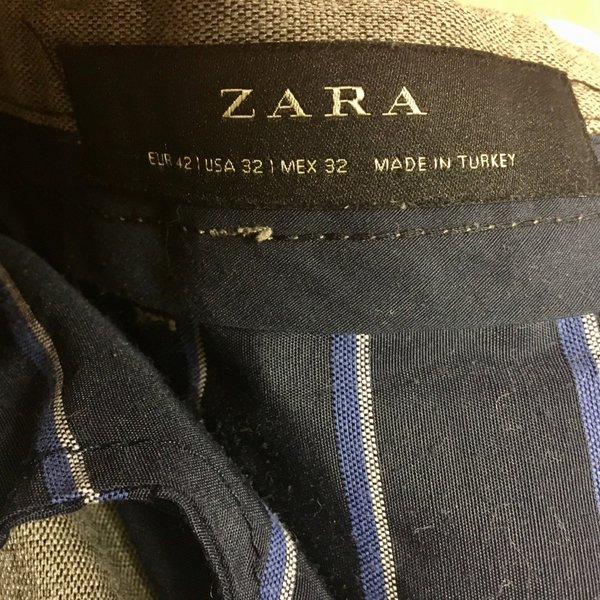 ZARA
EUR 42 | USA 32 | MEX 32 MADE IN TURKEY